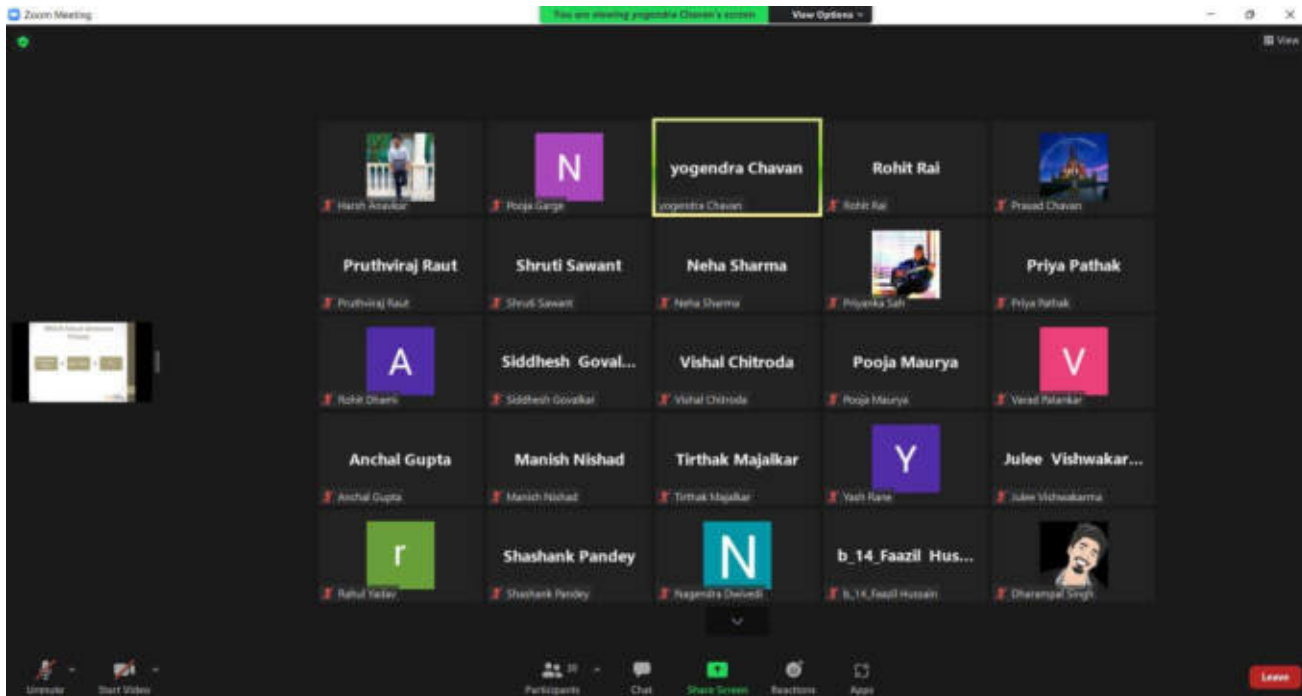 Zoom Meeting
You are viewing yogendra Chavan's screen View Options
View
Harsh
N
Pooja Garge
yogendra Chavan
yogendra Chavan
Rohit Rai
Rohit Rai
Prasad Chavan
Pruthviraj Raut
Pruthviraj Raut
Shruti Sawant
Shruti Sawant
Neha Sharma
Neha Sharma
Priyanka Sah
Priya Pathak
Priya Pathak
A
Rohit Dhami
Siddhesh Goval...
Siddhesh Govalkar
Vishal Chitroda
Vishal Chitroda
Pooja Maurya
Pooja Maurya
V
Varad Palankar
Anchal Gupta
Anchal Gupta
Manish Nishad
Manish Nishad
Tirthak Majalkar
Tirthak Majalkar
Y
Yash Rane
Julee Vishwakar...
Julee Vishwakarma
r
Rahul Yadav
Shashank Pandey
Shashank Pandey
N
Nagendra Dwivedi
b_14_Faazil Hus...
b_14_Faazil Hussain
Dharampal Singh
Unmute
Start Video
Participants
Chat
Share Screen
Reactions
Apps
Leave